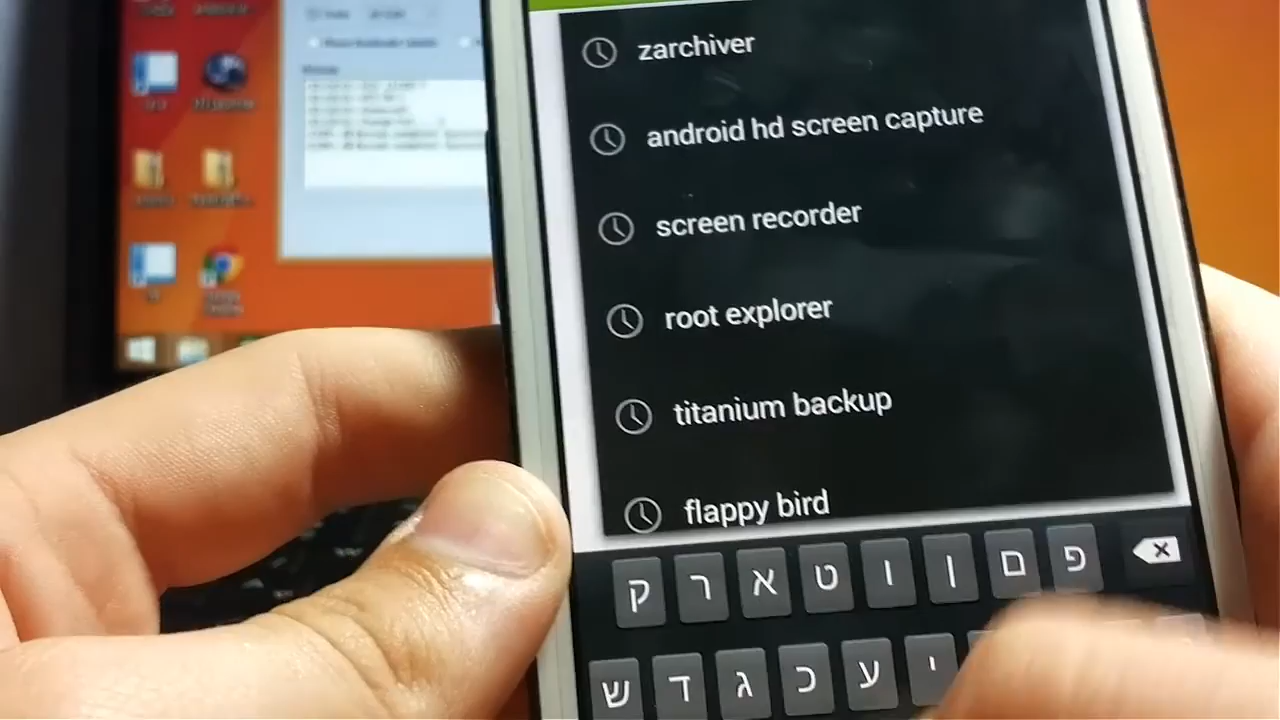 zarchiver
android hd screen capture
screen recorder
root explorer
titanium backup
flappy bird
ק ר א ט ו ן ם פ
ש ד ג כ ע י